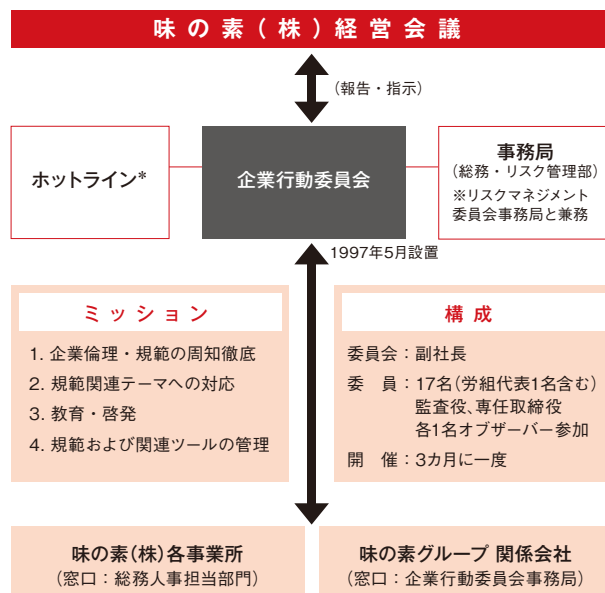 味の素(株)経営会議
(報告・指示)
ホットライン*
企業行動委員会
事務局
(総務・リスク管理部)
※リスクマネジメント
委員会事務局と兼務
1997年5月設置
ミッション
1. 企業倫理・規範の周知徹底
2. 規範関連テーマへの対応
3. 教育・啓発
4. 規範および関連ツールの管理
構成
委員会:副社長
委　員:17名(労組代表1名含む)
監査役、専任取締役
各1名オブザーバー参加
開　催:3カ月に一度
味の素(株)各事業所
(窓口:総務人事担当部門)
味の素グループ 関係会社
(窓口:企業行動委員会事務局)